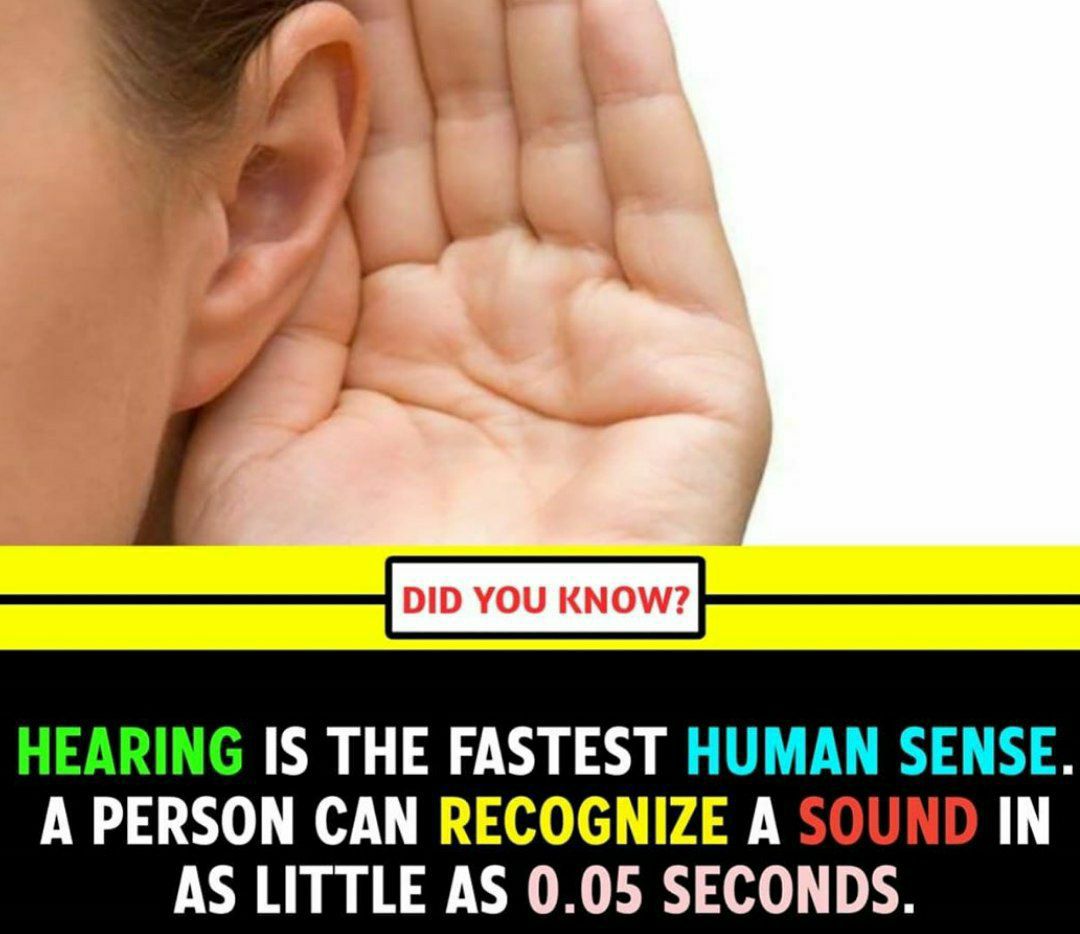 DID YOU KNOW?
HEARING IS THE FASTEST HUMAN SENSE.
A PERSON CAN RECOGNIZE A SOUND IN
AS LITTLE AS 0.05 SECONDS.